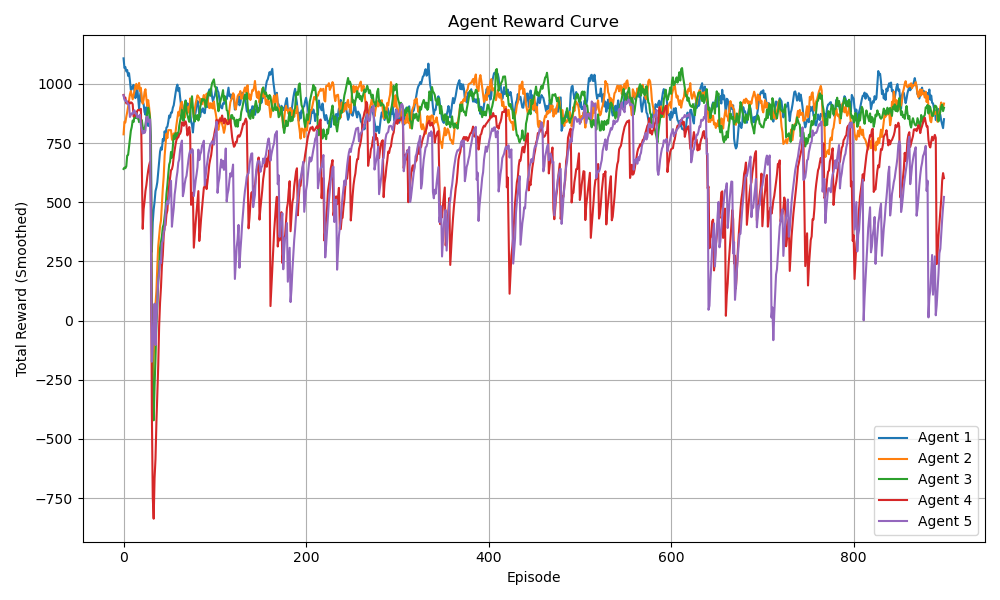 Agent Reward Curve
Total Reward (Smoothed)
1000
750
500
250
0
−250
−500
−750
0
200
400
600
800
Episode
Agent 1
Agent 2
Agent 3
Agent 4
Agent 5